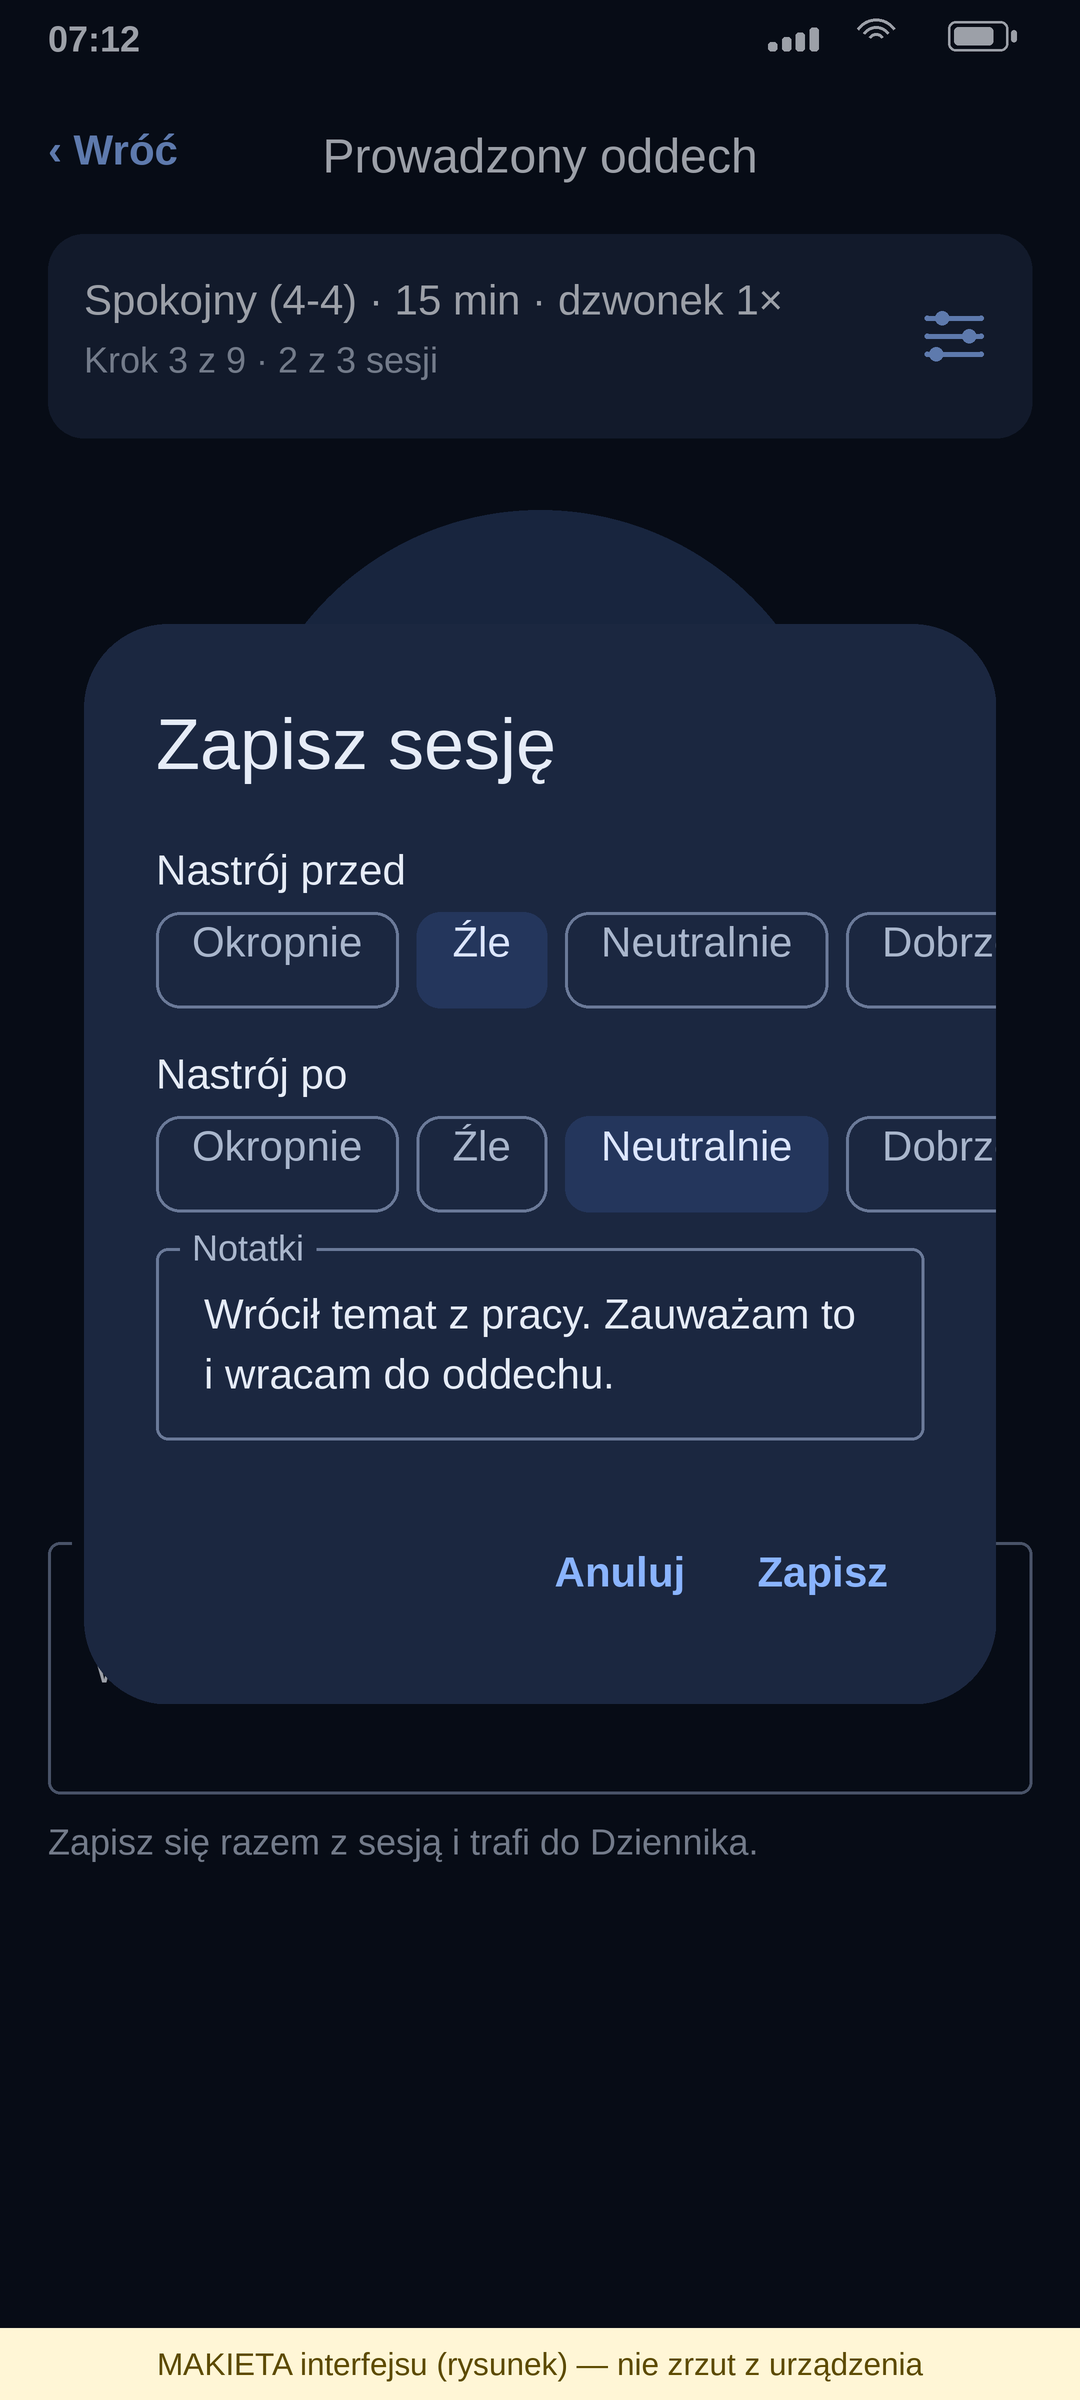 07:12
‹ Wróć
Prowadzony oddech
Spokojny (4-4) · 15 min · dzwonek 1×
Krok 3 z 9 · 2 z 3 sesji
Zapisz sesję
Nastrój przed
Okropnie
Źle
Neutralnie
Dobrz
Nastrój po
Okropnie
Źle
Neutralnie
Dobrz
Notatki
Wrócił temat z pracy. Zauważam to
i wracam do oddechu.
Anuluj
Zapisz
Zapisz się razem z sesją i trafi do Dziennika.
MAKIETA interfejsu (rysunek) — nie zrzut z urządzenia